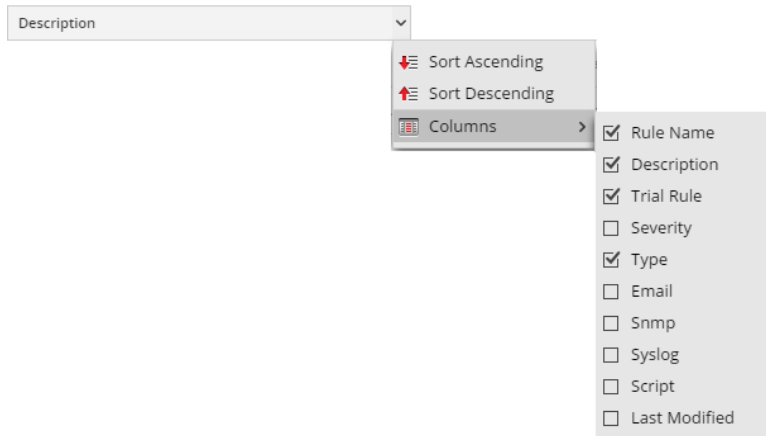 Description
Sort Ascending
Sort Descending
Columns
Rule Name
Description
Trial Rule
Severity
Type
Email
Snmp
Syslog
Script
Last Modified